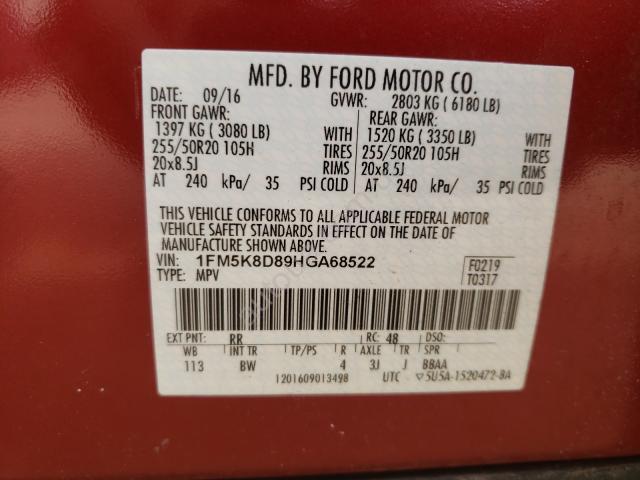 MFD. BY FORD MOTOR CO.
DATE: 09/16 GVWR: 2803 KG ( 6180 LB)
FRONT GAWR: REAR GAWR:
1397 KG ( 3080 LB) WITH 1520 KG ( 3350 LB) WITH
255/50R20 105H TIRES 255/50R20 105H TIRES
20x8.5J RIMS 20x8.5J RIMS
AT 240 kPa/ 35 PSI COLD AT 240 kPa/ 35 PSI COLD
THIS VEHICLE CONFORMS TO ALL APPLICABLE FEDERAL MOTOR
VEHICLE SAFETY STANDARDS IN EFFECT ON THE DATE OF
MANUFACTURE SHOWN ABOVE.
VIN: 1FM5K8D89HGA68522 F0219
TYPE: MPV T0317
EXT PNT: RR RC: 48 DSO:
WB INT TR TP/PS R AXLE TR SPR
113 BW 4 3J J BBAA
1201609013498 UTC ▽5U5A-1520472-BA